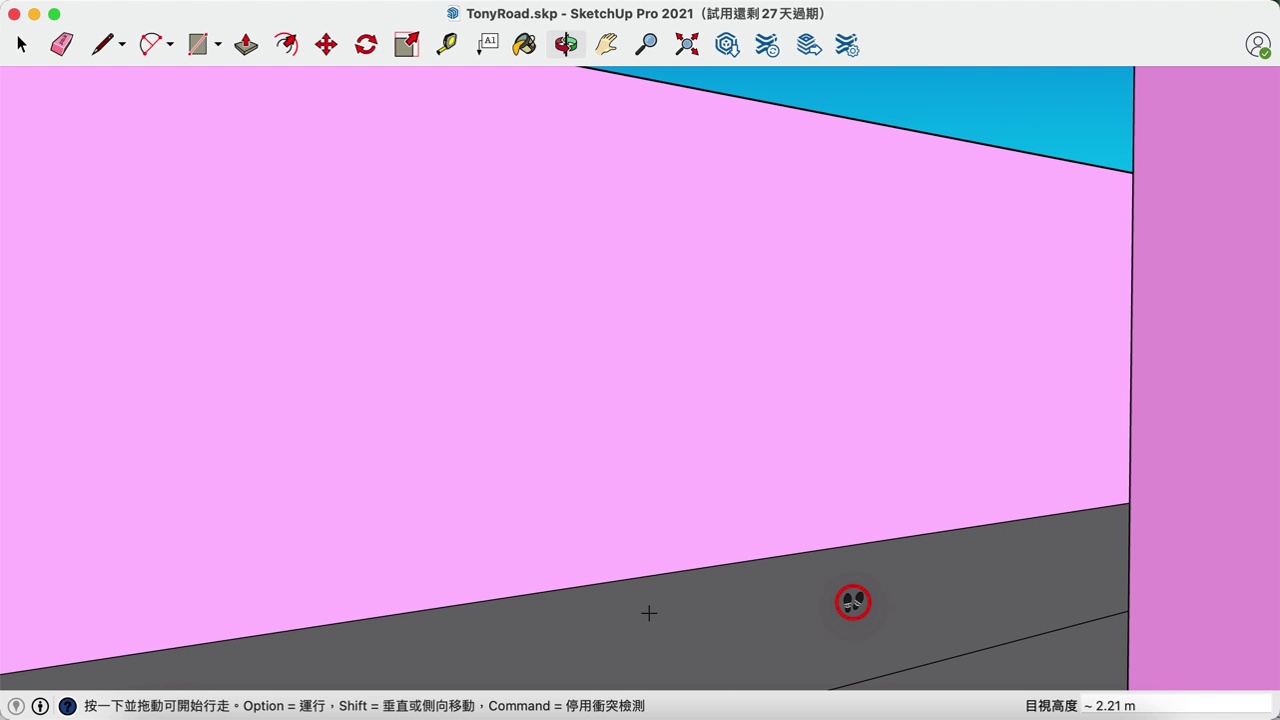 TonyRoad.skp - SketchUp Pro 2021（試用還剩 27 天過期）
A1
按一下並拖動可開始行走。Option = 運行，Shift = 垂直或側向移動，Command = 停用衝突檢測
目視高度 ~ 2.21 m